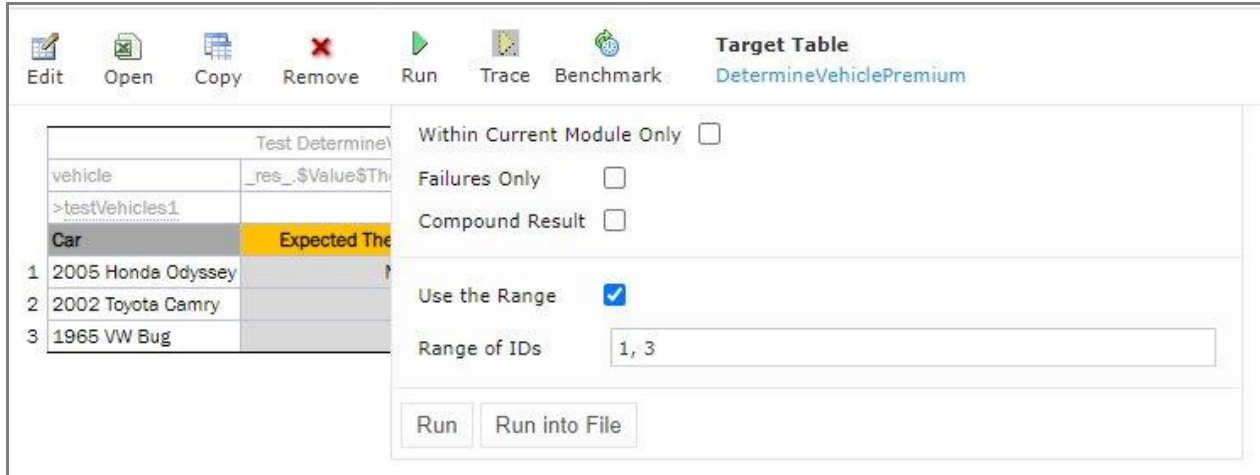 Edit Open Copy Remove Run Trace Benchmark Target Table
DetermineVehiclePremium
Test Determine
vehicle _res_.$Value$Th
>testVehicles1
Car Expected The
1 2005 Honda Odyssey
2 2002 Toyota Camry
3 1965 VW Bug
Within Current Module Only
Failures Only
Compound Result
Use the Range
Range of IDs 1, 3
Run Run into File